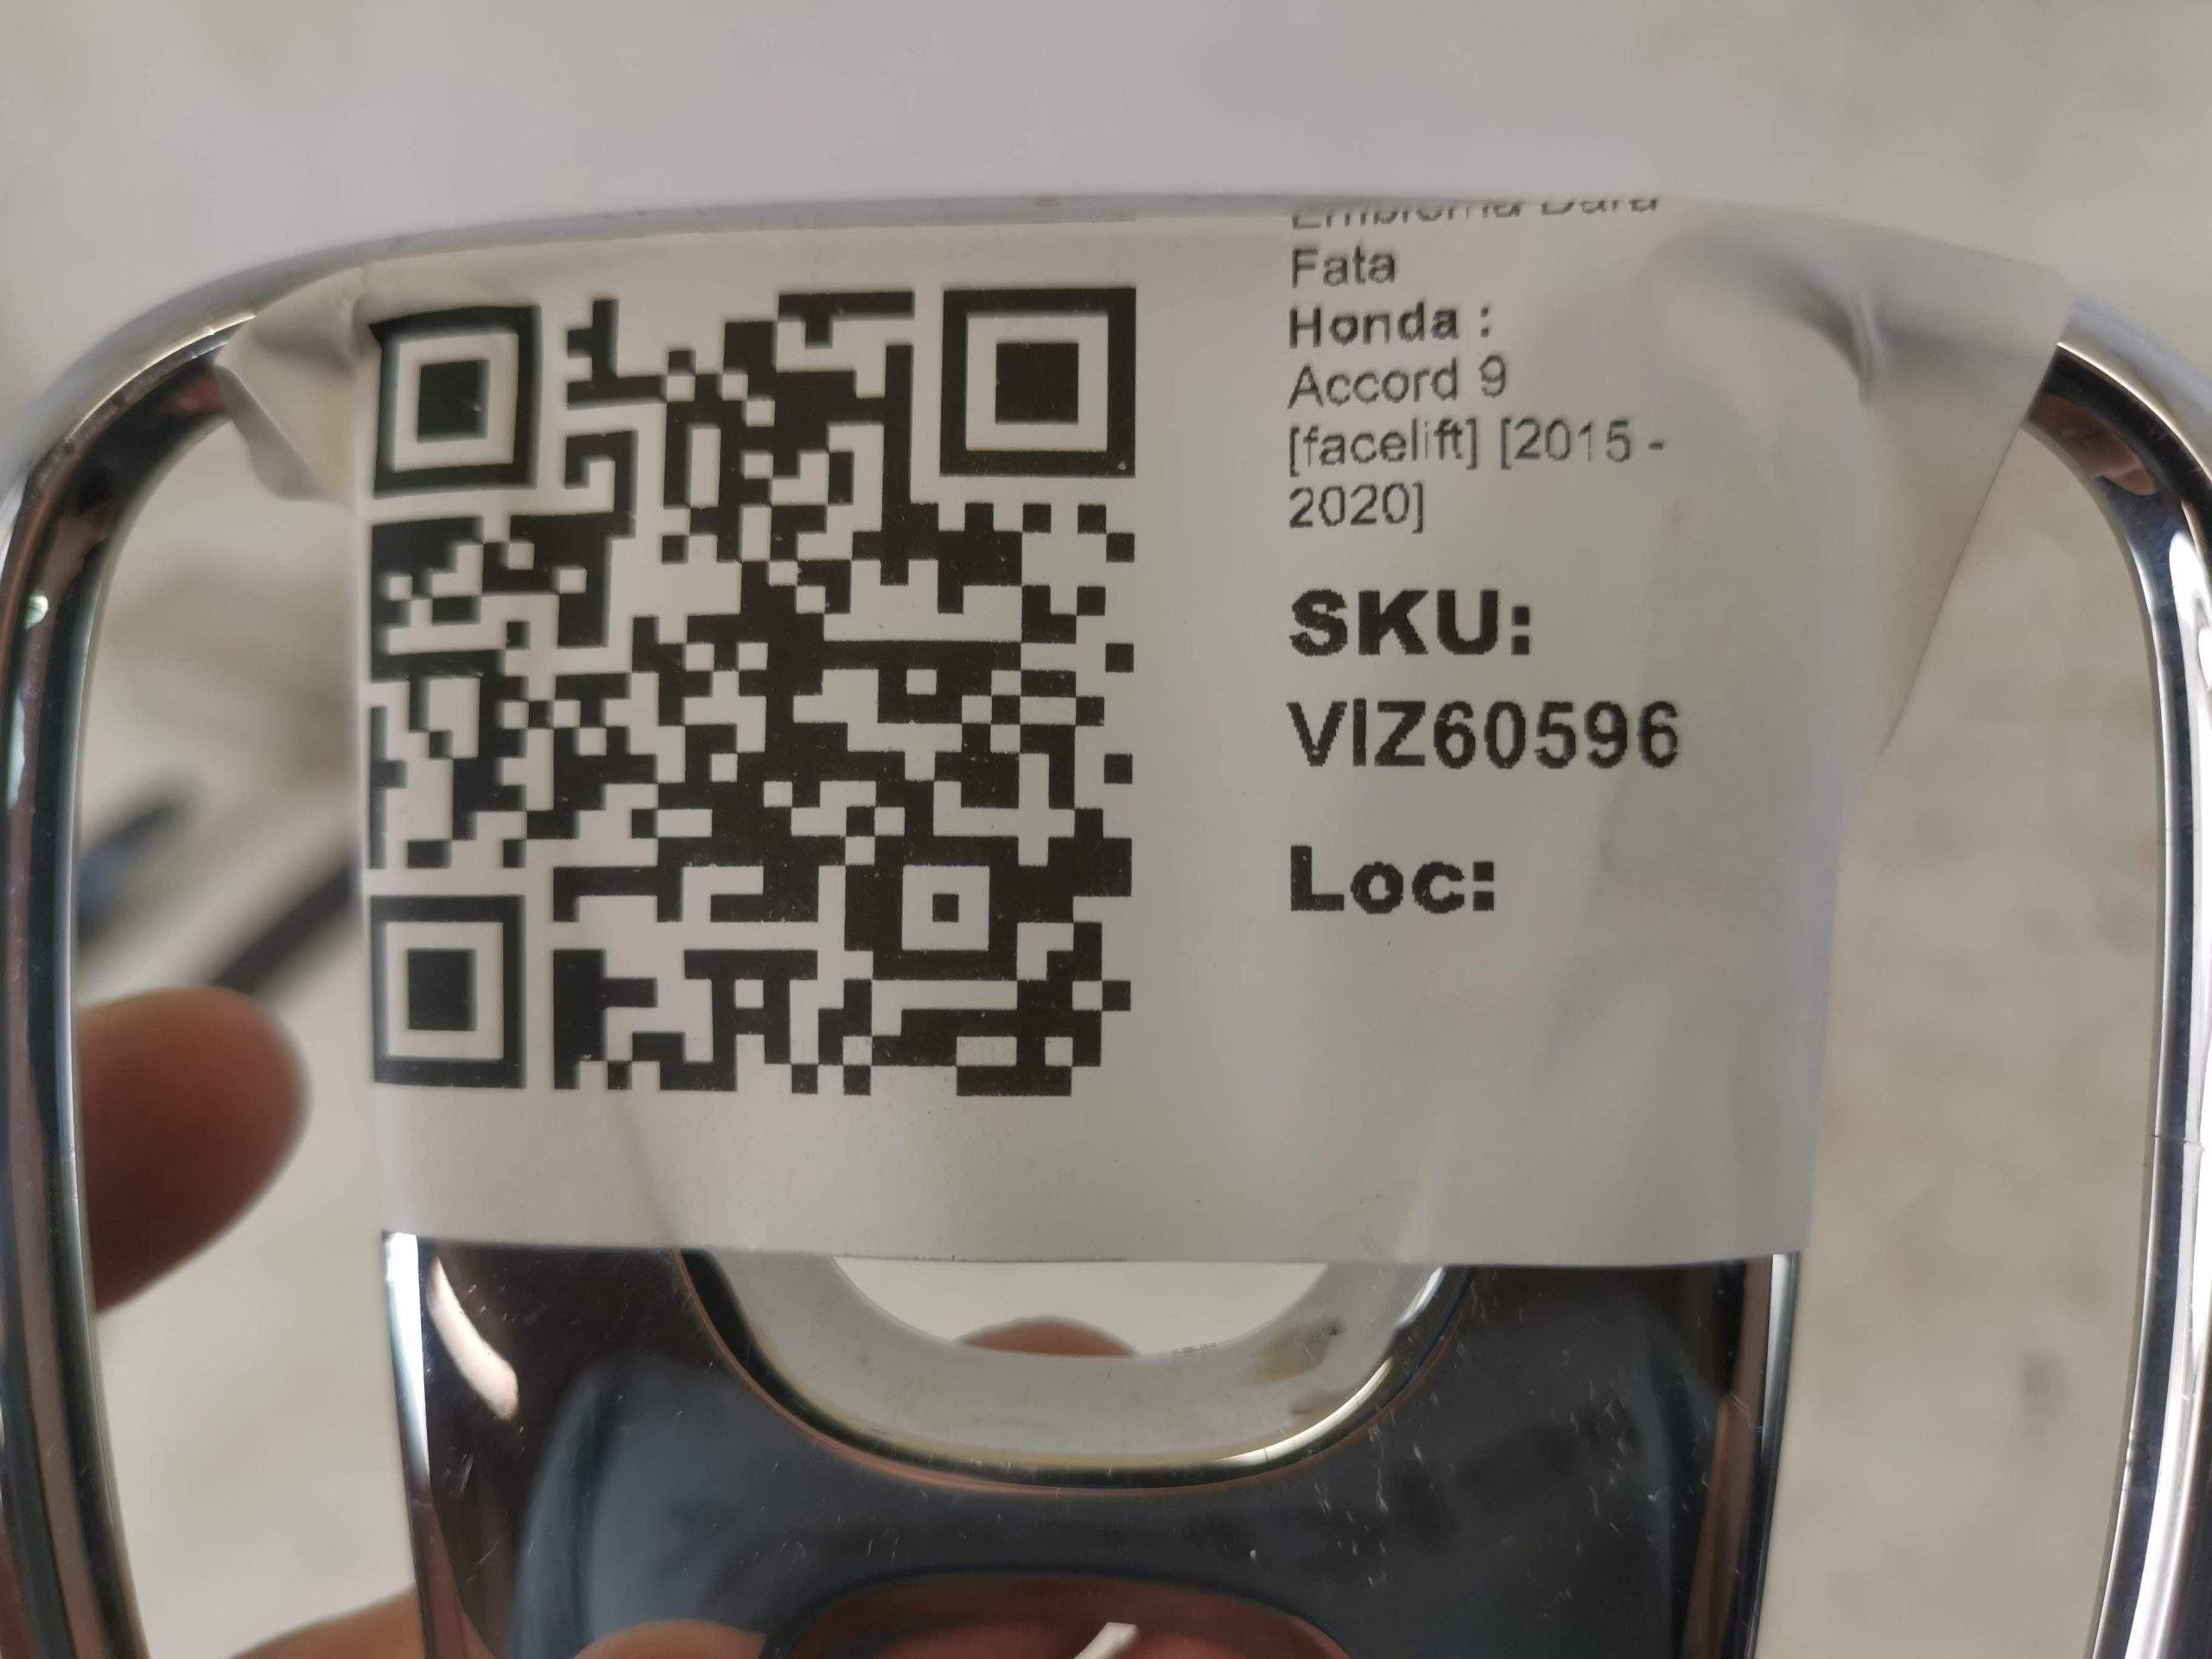 Fata
Honda :
Accord 9
[facelift] [2015 -
2020]
SKU:
VIZ60596
Loc: